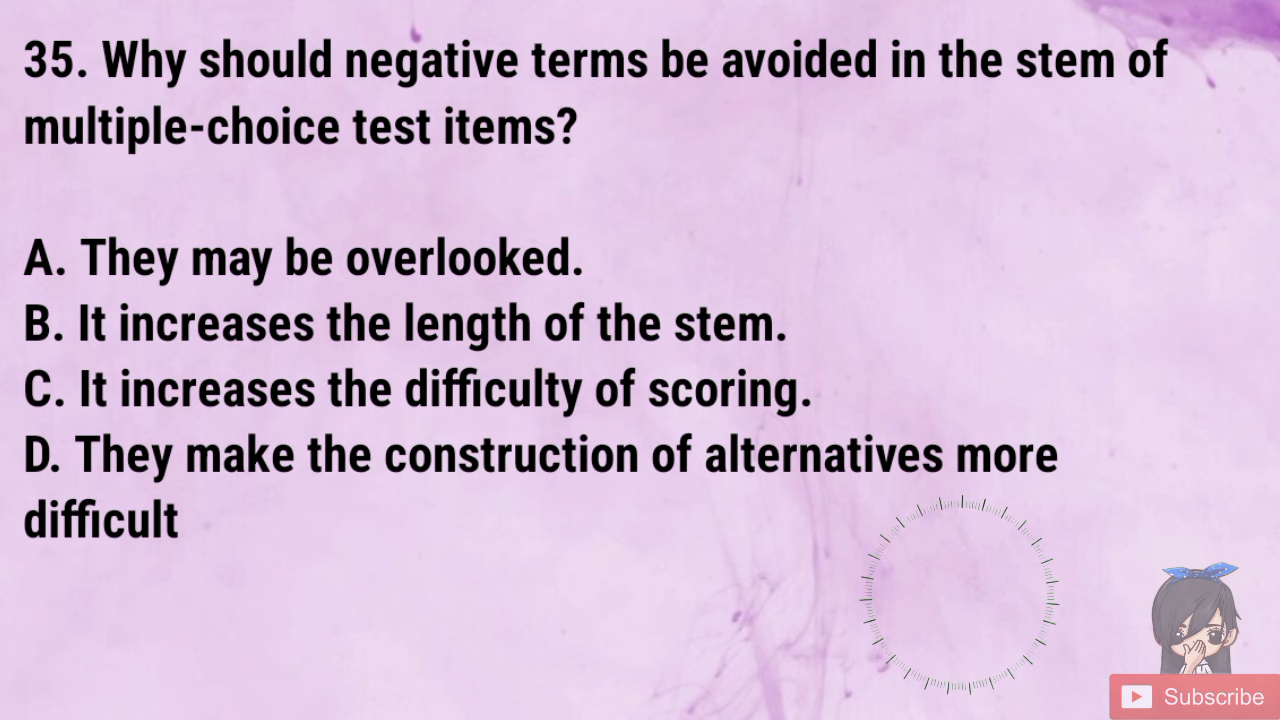 35. Why should negative terms be avoided in the stem of
multiple-choice test items?
A. They may be overlooked.
B. It increases the length of the stem.
C. It increases the difficulty of scoring.
D. They make the construction of alternatives more
difficult
Subscribe